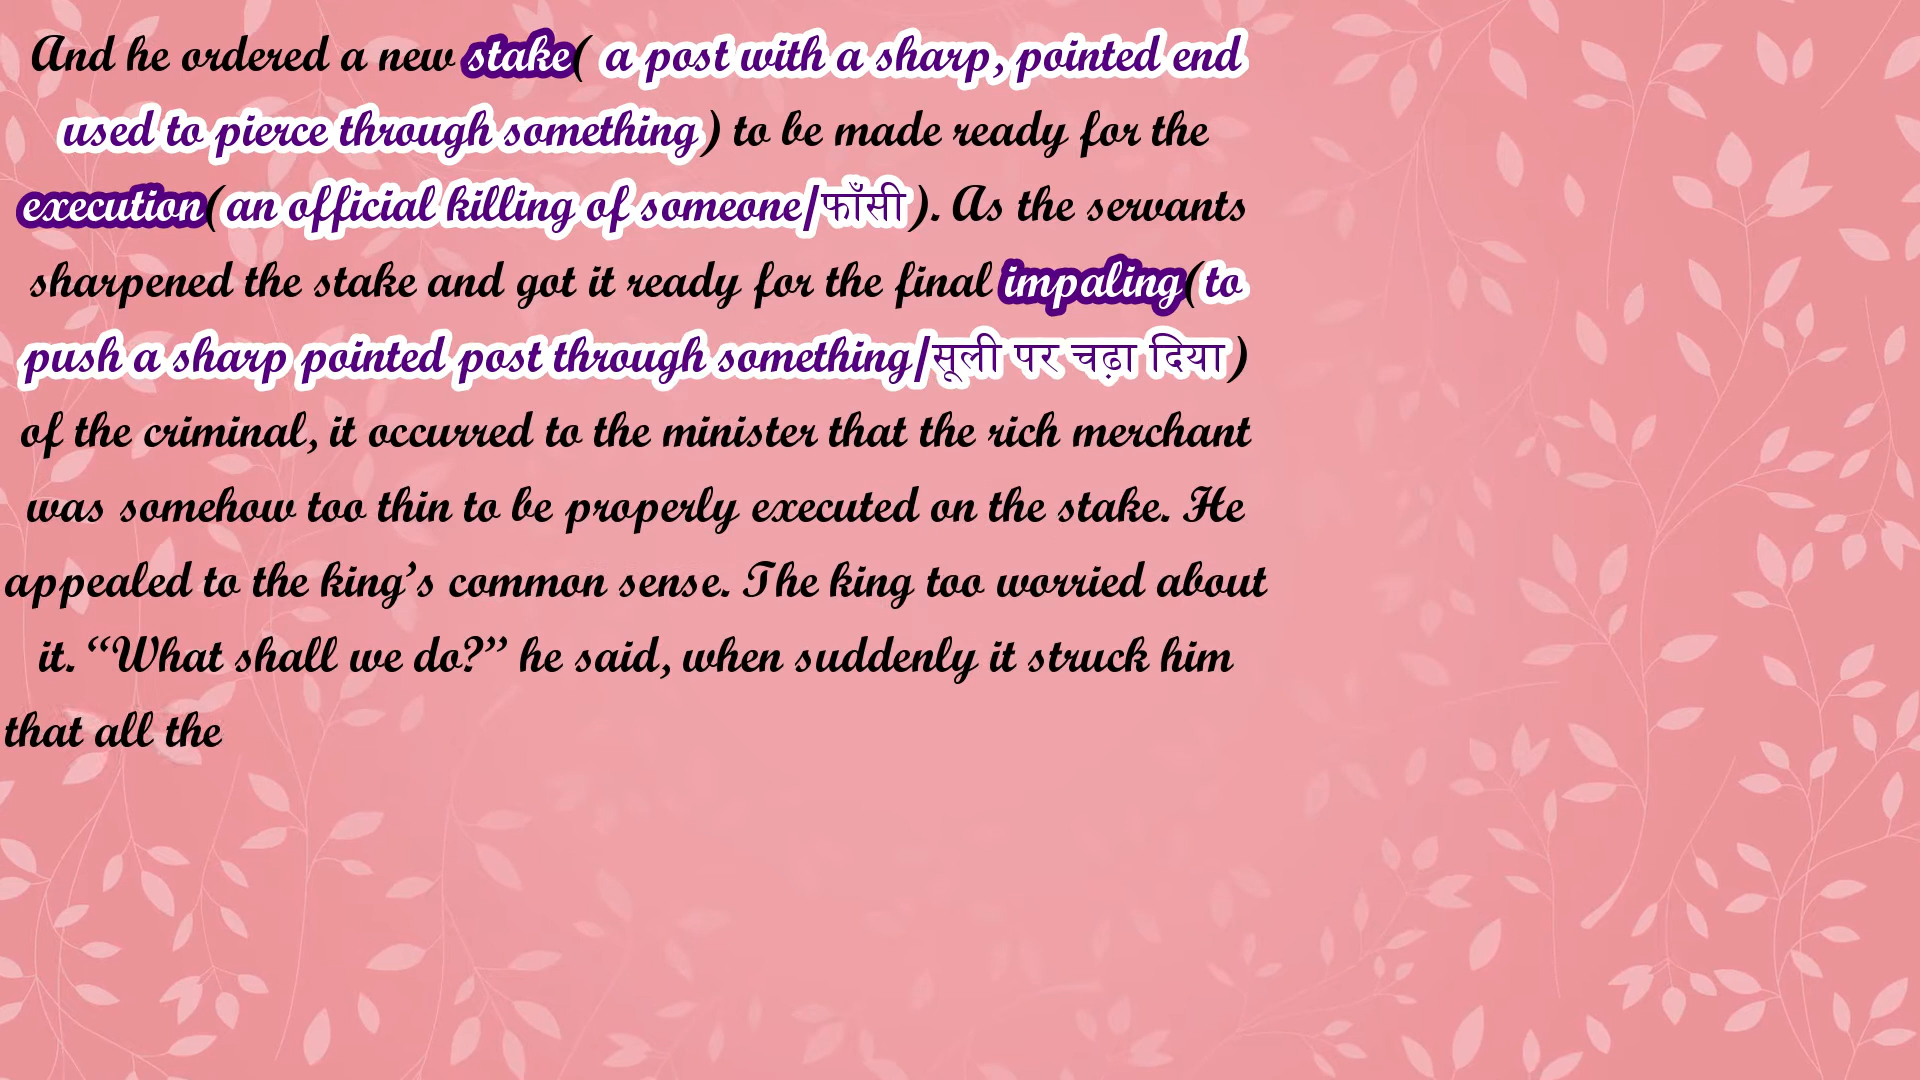 And he ordered a new stake( a post with a sharp, pointed end
used to pierce through something) to be made ready for the
execution(an official killing of someone/फाँसी). As the servants
sharpened the stake and got it ready for the final impaling(to
push a sharp pointed post through something/सूली पर चढ़ा दिया)
of the criminal, it occurred to the minister that the rich merchant
was somehow too thin to be properly executed on the stake. He
appealed to the king’s common sense. The king too worried about
it. “What shall we do?” he said, when suddenly it struck him
that all the